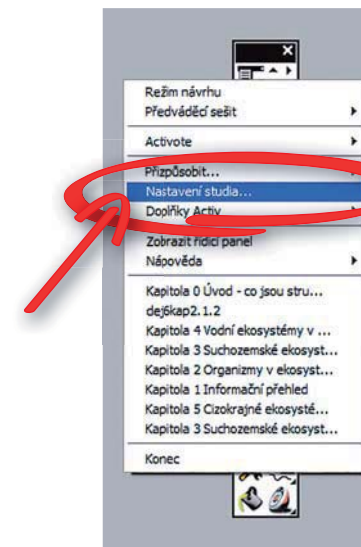 Režim návrhu
Předváděcí sešit
Activote
Přizpůsobit...
Nastavení studia...
Doplňky Activ
Zobrazit řídicí panel
Nápověda
Kapitola 0 Úvod - co jsou stru...
dej6kap2.1.2
Kapitola 4 Vodní ekosystémy v ...
Kapitola 3 Suchozemské ekosyst...
Kapitola 2 Organizmy v ekosyst...
Kapitola 1 Informační přehled
Kapitola 5 Cizokrajné ekosysté...
Kapitola 3 Suchozemské ekosyst...
Konec